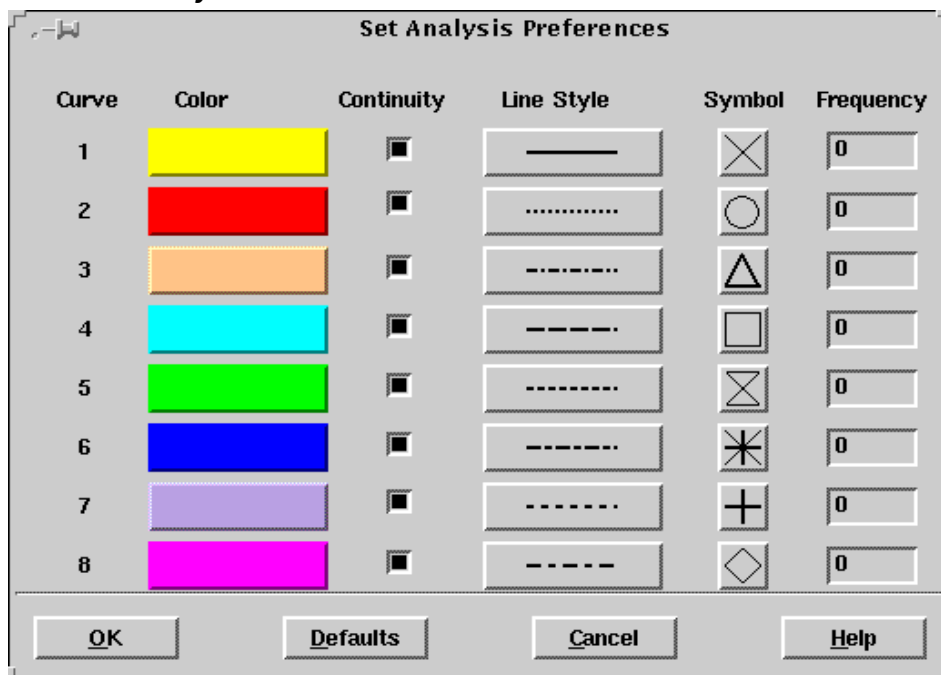 Set Analysis Preferences
Curve Color Continuity Line Style Symbol Frequency
1 0
2 0
3 0
4 0
5 0
6 0
7 0
8 0
OK Defaults Cancel Help